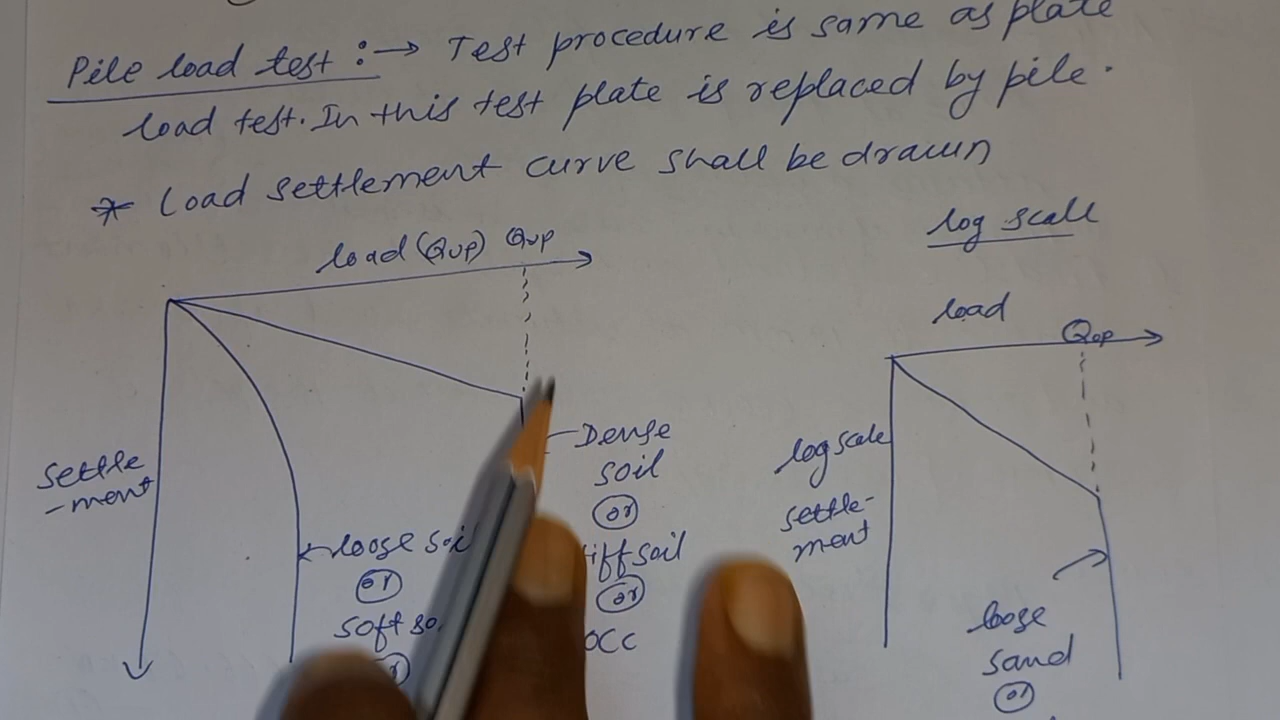 Pile load test :→ Test procedure is same as plate
load test. In this test plate is replaced by pile.
* Load settlement curve shall be drawn
log scale
load (Qup) Qup
load
Qup
settle
-ment
Dense
soil
or
tiff soil
or
OCC
loose soil
or
soft so
log scale
settle-
ment
loose
sand
or